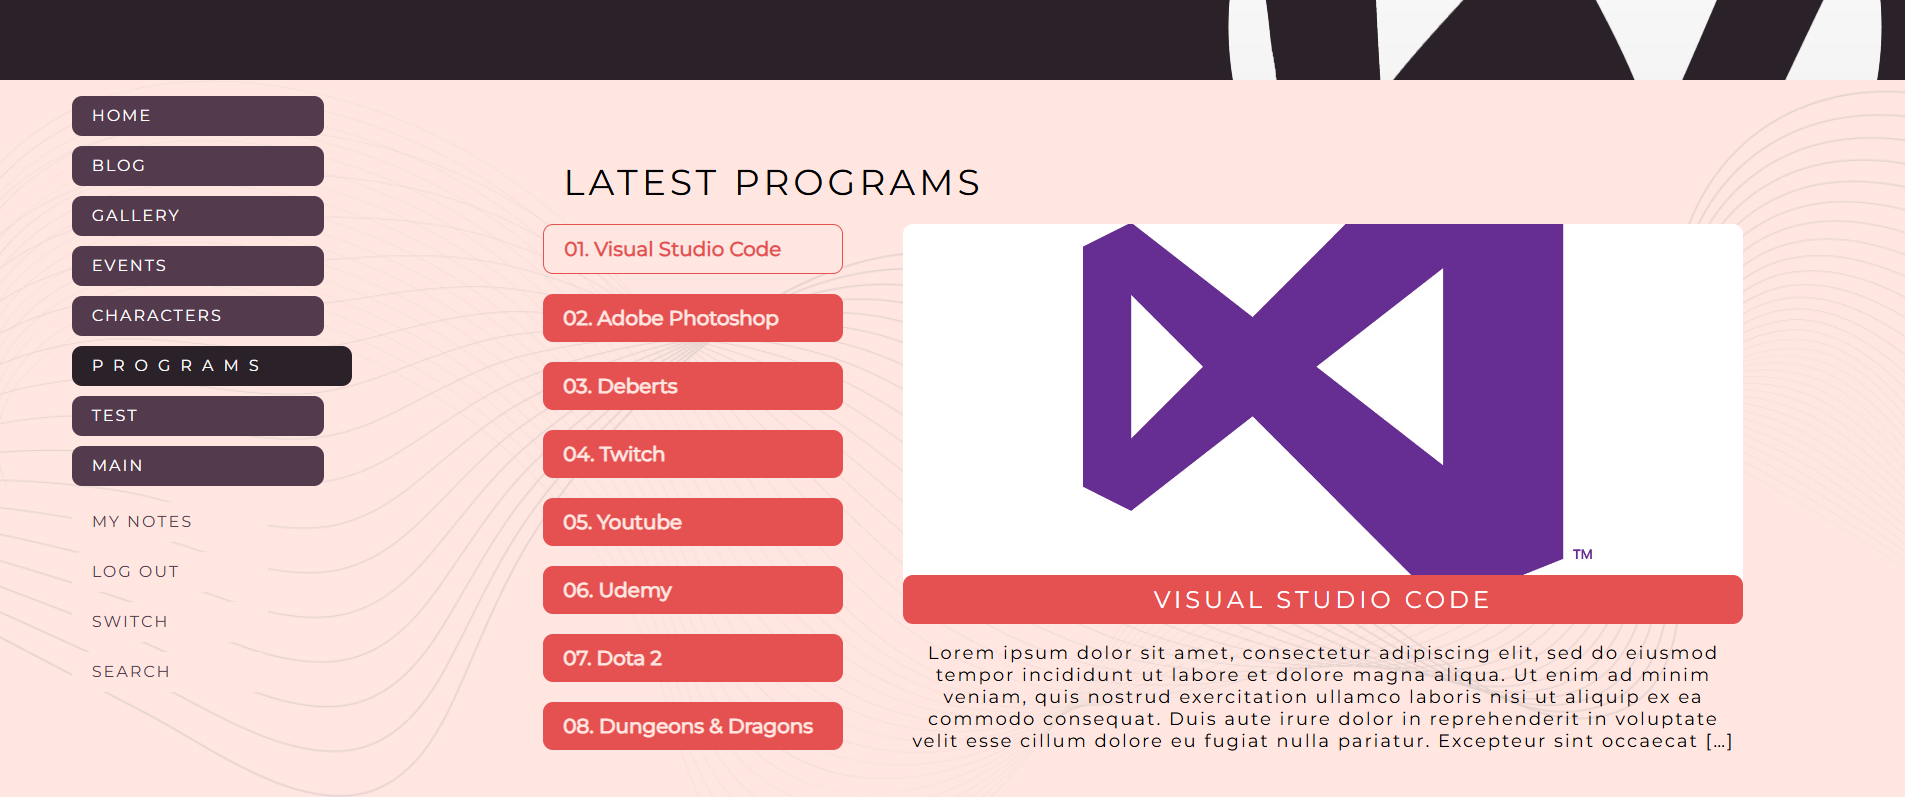 HOME
BLOG
GALLERY
EVENTS
CHARACTERS
PROGRAMS
TEST
MAIN
MY NOTES
LOG OUT
SWITCH
SEARCH
LATEST PROGRAMS
01. Visual Studio Code
02. Adobe Photoshop
03. Deberts
04. Twitch
05. Youtube
06. Udemy
07. Dota 2
08. Dungeons & Dragons
TM
VISUAL STUDIO CODE
Lorem ipsum dolor sit amet, consectetur adipiscing elit, sed do eiusmod
tempor incididunt ut labore et dolore magna aliqua. Ut enim ad minim
veniam, quis nostrud exercitation ullamco laboris nisi ut aliquip ex ea
commodo consequat. Duis aute irure dolor in reprehenderit in voluptate
velit esse cillum dolore eu fugiat nulla pariatur. Excepteur sint occaecat [...]